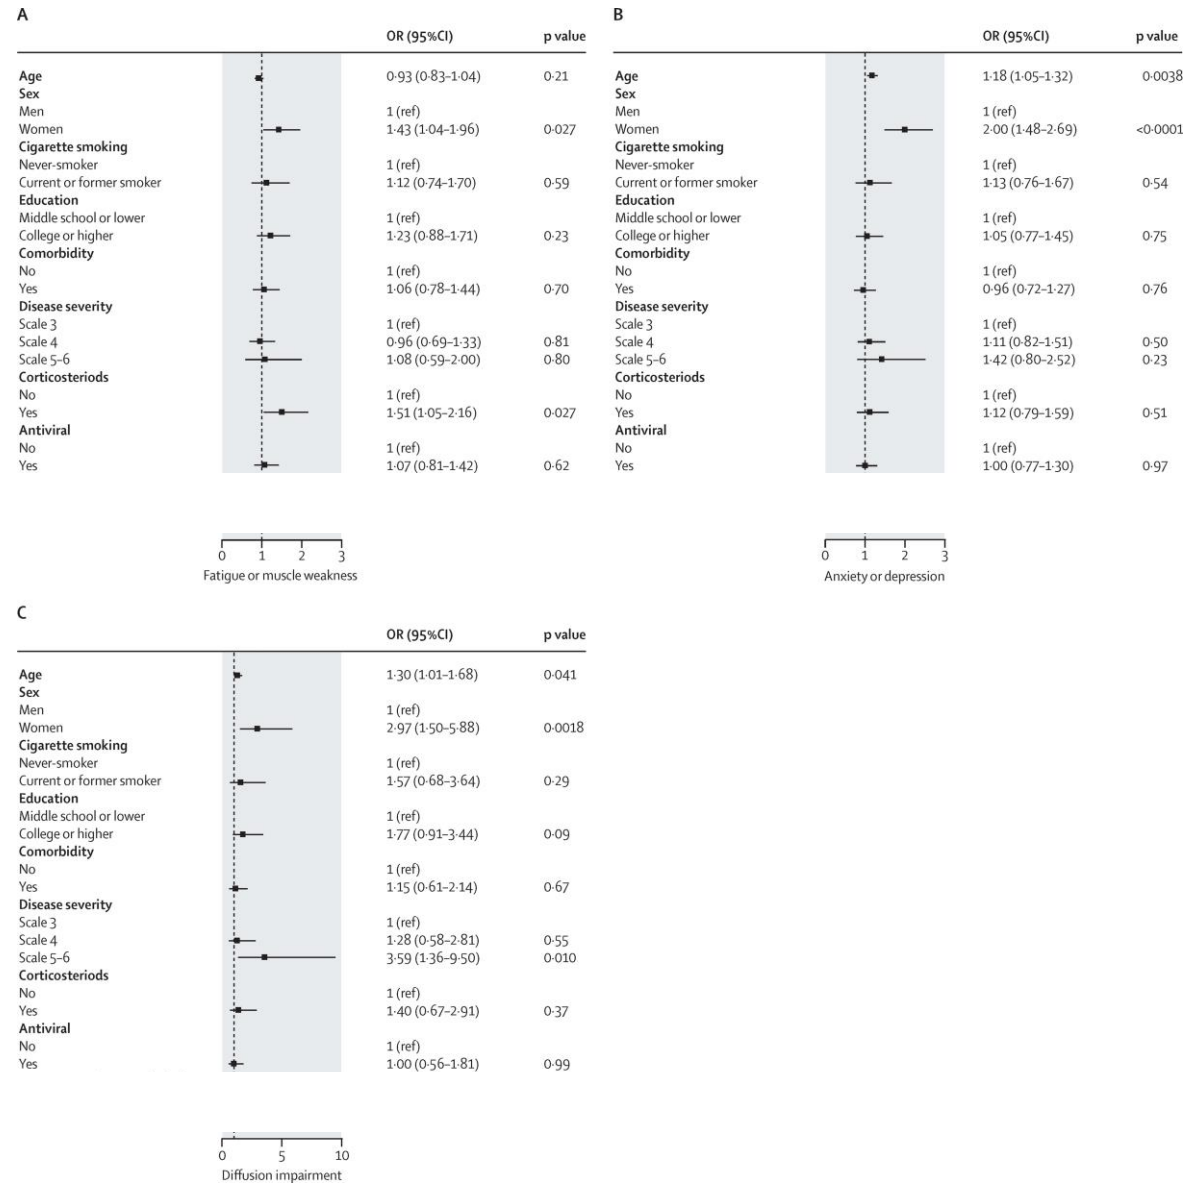 A
OR (95%CI) p value
Age 0·93 (0·83–1·04) 0·21
Sex
Men 1 (ref)
Women 1·43 (1·04–1·96) 0·027
Cigarette smoking
Never-smoker 1 (ref)
Current or former smoker 1·12 (0·74–1·70) 0·59
Education
Middle school or lower 1 (ref)
College or higher 1·23 (0·88–1·71) 0·23
Comorbidity
No 1 (ref)
Yes 1·06 (0·78–1·44) 0·70
Disease severity
Scale 3 1 (ref)
Scale 4 0·96 (0·69–1·33) 0·81
Scale 5–6 1·08 (0·59–2·00) 0·80
Corticosteriods
No 1 (ref)
Yes 1·51 (1·05–2·16) 0·027
Antiviral
No 1 (ref)
Yes 1·07 (0·81–1·42) 0·62
0 1 2 3
Fatigue or muscle weakness
B
OR (95%CI) p value
Age 1·18 (1·05–1·32) 0·0038
Sex
Men 1 (ref)
Women 2·00 (1·48–2·69) <0·0001
Cigarette smoking
Never-smoker 1 (ref)
Current or former smoker 1·13 (0·76–1·67) 0·54
Education
Middle school or lower 1 (ref)
College or higher 1·05 (0·77–1·45) 0·75
Comorbidity
No 1 (ref)
Yes 0·96 (0·72–1·27) 0·76
Disease severity
Scale 3 1 (ref)
Scale 4 1·11 (0·82–1·51) 0·50
Scale 5–6 1·42 (0·80–2·52) 0·23
Corticosteriods
No 1 (ref)
Yes 1·12 (0·79–1·59) 0·51
Antiviral
No 1 (ref)
Yes 1·00 (0·77–1·30) 0·97
0 1 2 3
Anxiety or depression
C
OR (95%CI) p value
Age 1·30 (1·01–1·68) 0·041
Sex
Men 1 (ref)
Women 2·97 (1·50–5·88) 0·0018
Cigarette smoking
Never-smoker 1 (ref)
Current or former smoker 1·57 (0·68–3·64) 0·29
Education
Middle school or lower 1 (ref)
College or higher 1·77 (0·91–3·44) 0·09
Comorbidity
No 1 (ref)
Yes 1·15 (0·61–2·14) 0·67
Disease severity
Scale 3 1 (ref)
Scale 4 1·28 (0·58–2·81) 0·55
Scale 5–6 3·59 (1·36–9·50) 0·010
Corticosteriods
No 1 (ref)
Yes 1·40 (0·67–2·91) 0·37
Antiviral
No 1 (ref)
Yes 1·00 (0·56–1·81) 0·99
0 5 10
Diffusion impairment